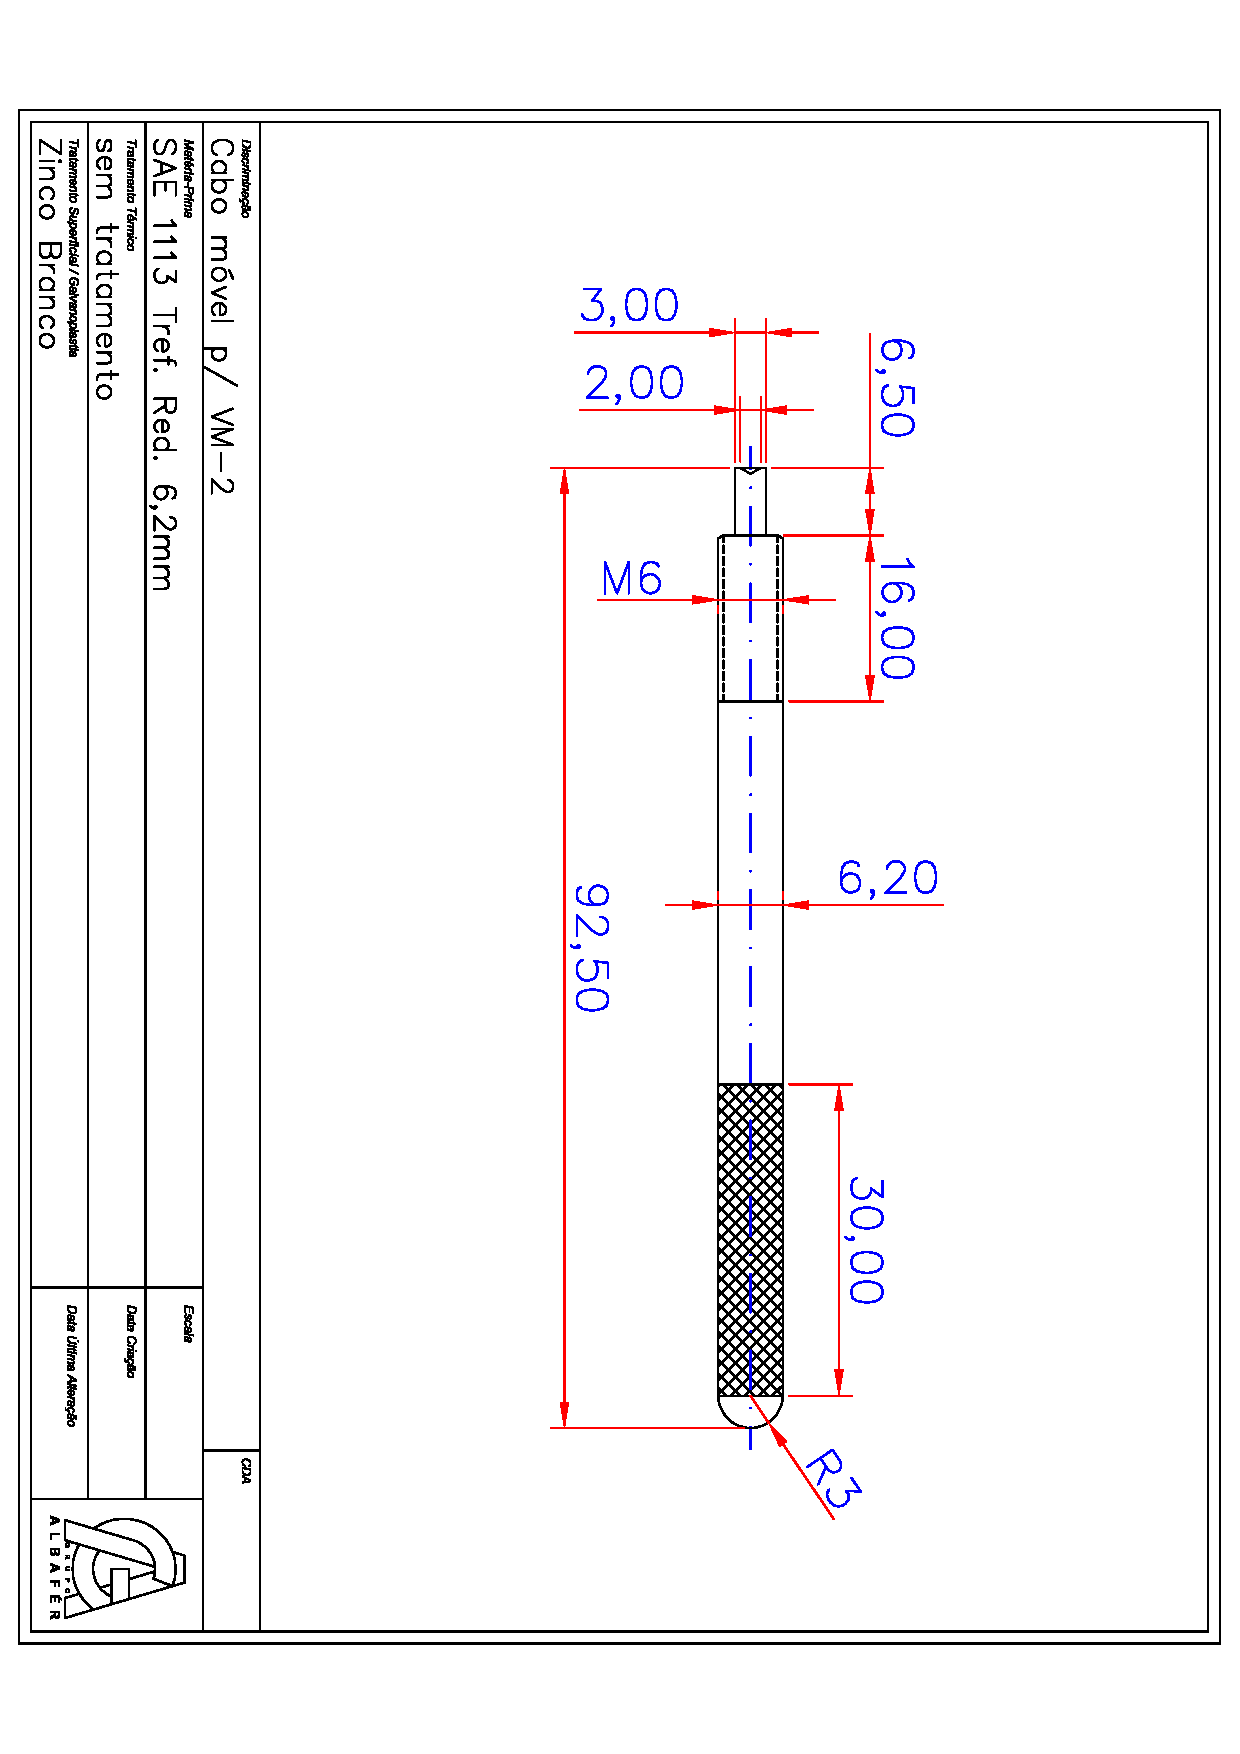 3,00
2,00
6,50
16,00
M6
92,50
6,20
30,00
R3
Discriminação
Cabo móvel p/ VM-2
CDA
Matéria-Prima
SAE 1113 Tref. Red. 6,2mm
Escala
Tratamento Térmico
sem tratamento
Data Criação
Tratamento Superficial / Galvanoplastia
Zinco Branco
Data Última Alteração
GRUPO
ALBAFÉR